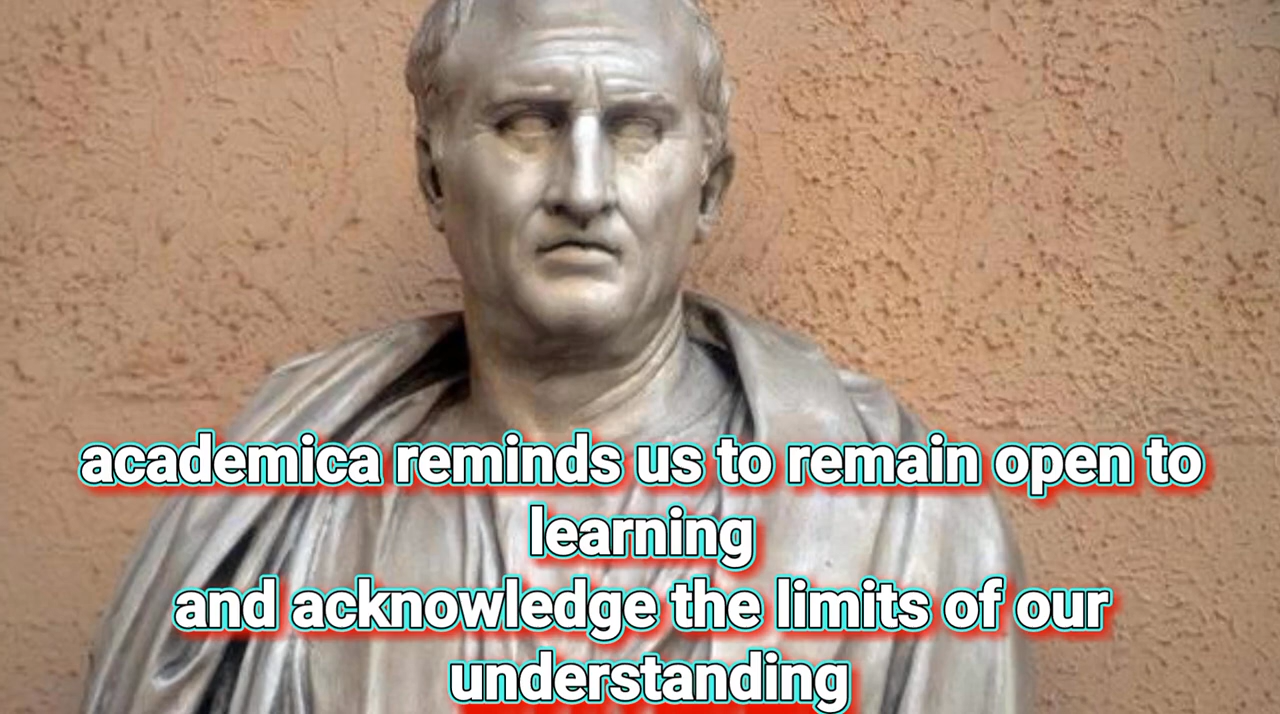 academica reminds us to remain open to
learning
and acknowledge the limits of our
understanding